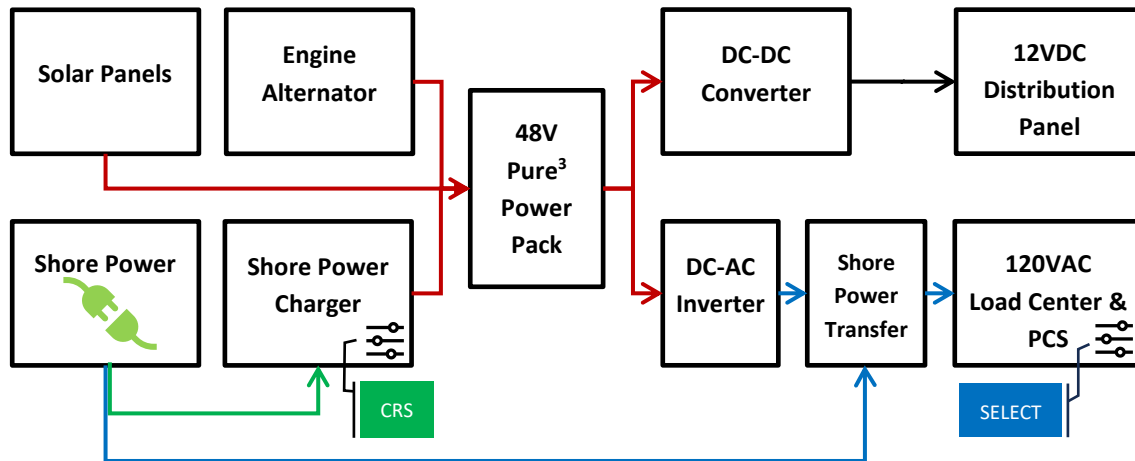 Solar Panels
Engine
Alternator
48V
Pure³
Power
Pack
DC-DC
Converter
12VDC
Distribution
Panel
Shore Power
Shore Power
Charger
CRS
DC-AC
Inverter
Shore
Power
Transfer
120VAC
Load Center &
PCS
SELECT